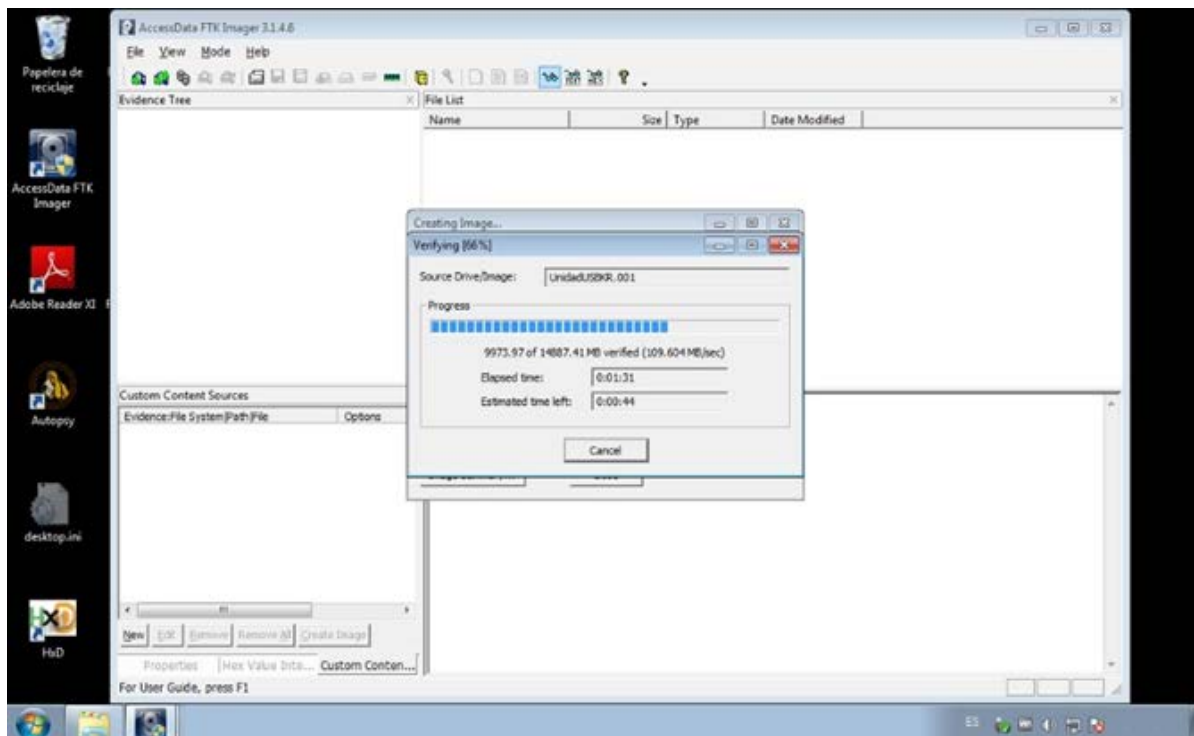 Papelera de
reciclaje
AccessData FTK
Imager
Adobe Reader XI
Autopsy
desktop.ini
HxD
AccessData FTK Imager 3.1.4.6
File View Mode Help
Evidence Tree
File List
Name Size Type Date Modified
Creating Image...
Verifying [66%]
Source Drive/Image: UnidadUSBKR.001
Progress
9973.97 of 14887.41 MB verified (109.604 MB/sec)
Elapsed time: 0:01:31
Estimated time left: 0:00:44
Cancel
Custom Content Sources
Evidence:File System|Path|File Options
New Edit Remove Remove All Create Image
Properties Hex Value Inte... Custom Conten...
For User Guide, press F1
ES